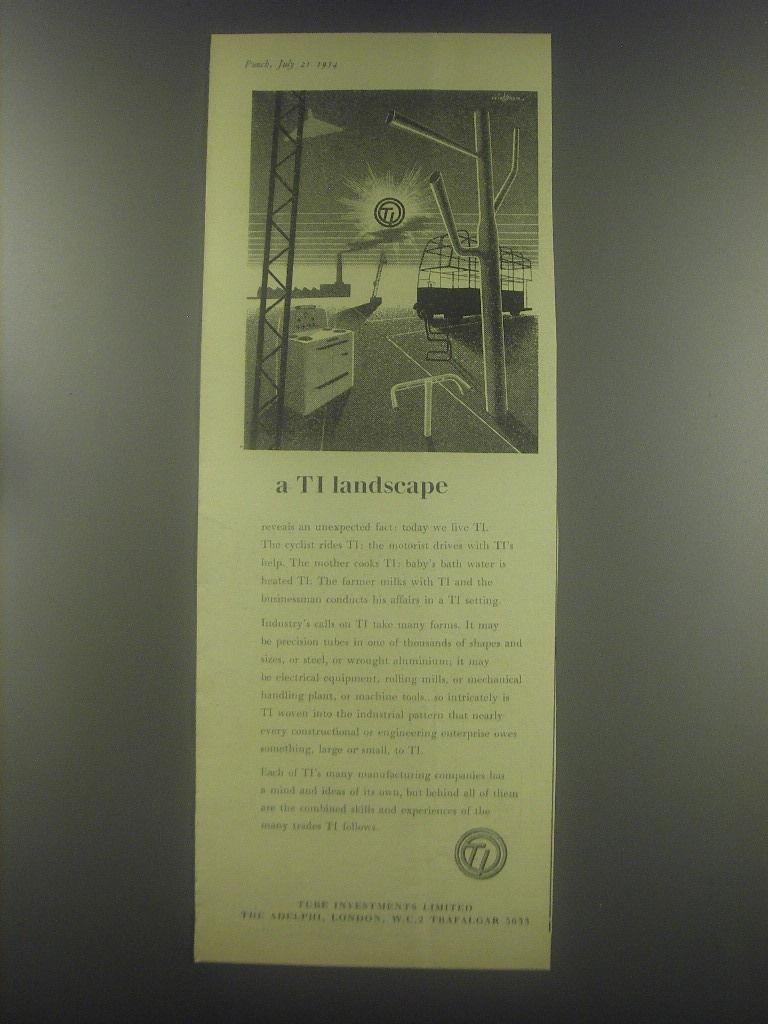 Punch, July 21 1954
TI
a TI landscape
reveals an unexpected fact: today we live TI.
The cyclist rides TI: the motorist drives with TI's
help. The mother cooks TI: baby's bath water is
heated TI. The farmer milks with TI and the
businessman conducts his affairs in a TI setting.
Industry's calls on TI take many forms. It may
be precision tubes in one of thousands of shapes and
sizes, or steel, or wrought aluminium; it may
be electrical equipment, rolling mills, or mechanical
handling plant, or machine tools.. so intricately is
TI woven into the industrial pattern that nearly
every constructional or engineering enterprise owes
something, large or small, to TI.
Each of TI's many manufacturing companies has
a mind and ideas of its own, but behind all of them
are the combined skills and experiences of the
many trades TI follows.
TI
TUBE INVESTMENTS LIMITED
THE ADELPHI, LONDON, W.C.2 TRAFALGAR 5633